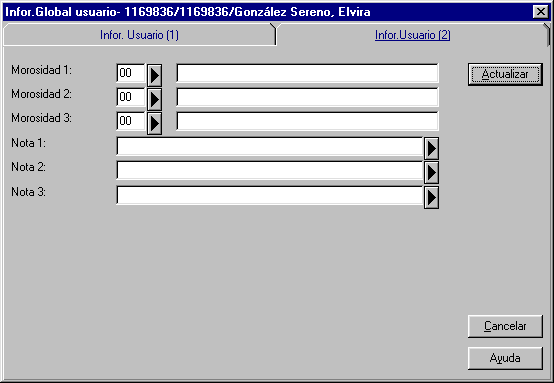 Infor.Global usuario- 1169836/1169836/González Sereno, Elvira
Infor. Usuario (1) Infor.Usuario (2)
Morosidad 1: 00 Actualizar
Morosidad 2: 00
Morosidad 3: 00
Nota 1:
Nota 2:
Nota 3:
Cancelar
Ayuda